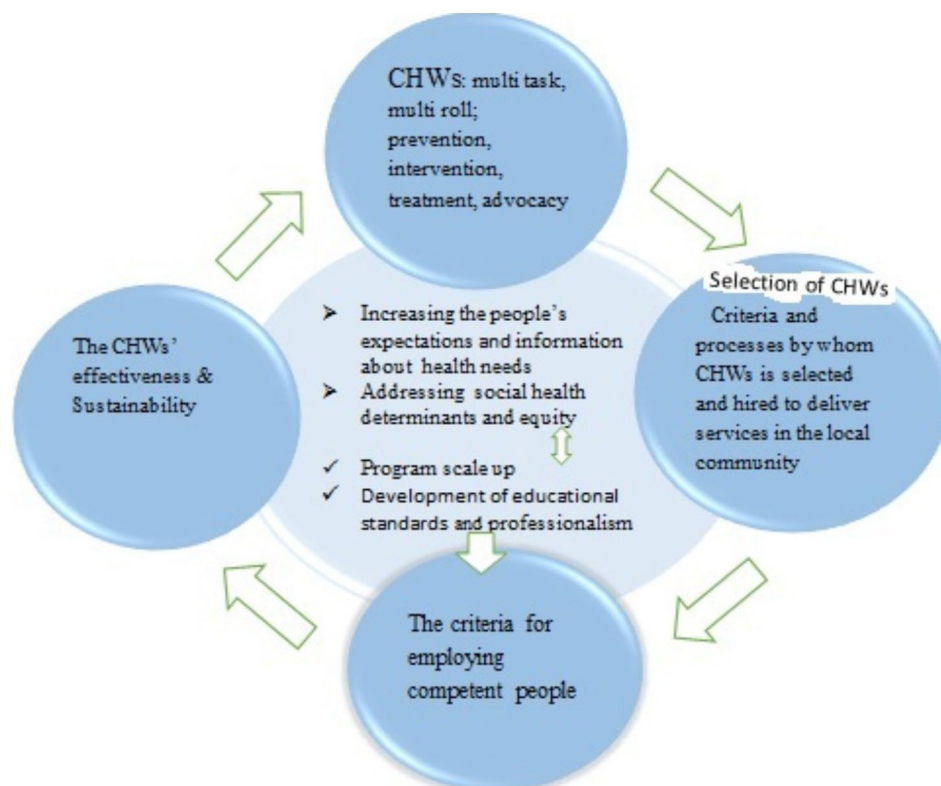 CHWs: multi task,
multi roll;
prevention,
intervention,
treatment, advocacy
Selection of CHWs
Criteria and
processes by whom
CHWs is selected
and hired to deliver
services in the local
community
The criteria for
employing
competent people
The CHWs’
effectiveness &
Sustainability
➤ Increasing the people’s
expectations and information
about health needs
➤ Addressing social health
determinants and equity
✓ Program scale up
✓ Development of educational
standards and professionalism